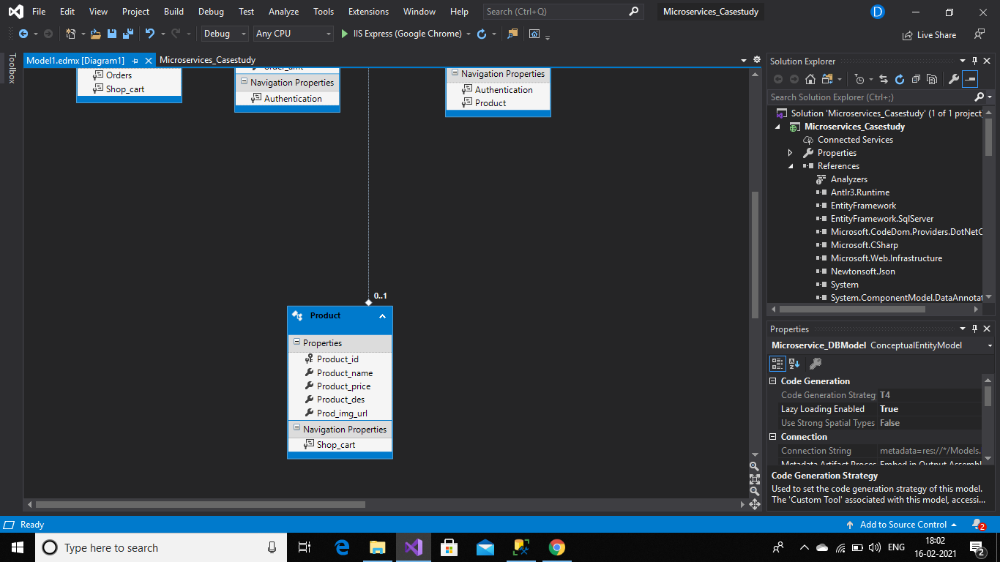 File Edit View Project Build Debug Test Analyze Tools Extensions Window Help Search (Ctrl+Q) Microservices_Casestudy D
Debug Any CPU IIS Express (Google Chrome) Live Share
Toolbox
Model1.edmx [Diagram1] Microservices_Casestudy
Orders
Shop_cart
Order_amt
Navigation Properties
Authentication
Navigation Properties
Authentication
Product
0..1
Product
Properties
Product_id
Product_name
Product_price
Product_des
Prod_img_url
Navigation Properties
Shop_cart
Solution Explorer
Search Solution Explorer (Ctrl+;)
Solution 'Microservices_Casestudy' (1 of 1 project
Microservices_Casestudy
Connected Services
Properties
References
Analyzers
Antlr3.Runtime
EntityFramework
EntityFramework.SqlServer
Microsoft.CodeDom.Providers.DotNetC
Microsoft.CSharp
Microsoft.Web.Infrastructure
Newtonsoft.Json
System
System.ComponentModel.DataAnnotat
Properties
Microservice_DBModel ConceptualEntityModel
Code Generation
Code Generation Strateg T4
Lazy Loading Enabled True
Use Strong Spatial Types False
Connection
Connection String metadata=res://*/Models.
Metadata Artifact Proces Embed in Output Assembl
Code Generation Strategy
Used to set the code generation strategy of this model.
The 'Custom Tool' associated with this model, accessi...
Ready Add to Source Control 2
Type here to search ENG 18:02
16-02-2021 2